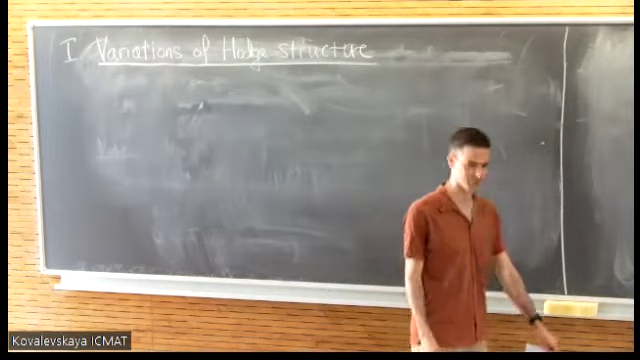 I Variations of Hodge structure
Kovalevskaya ICMAT